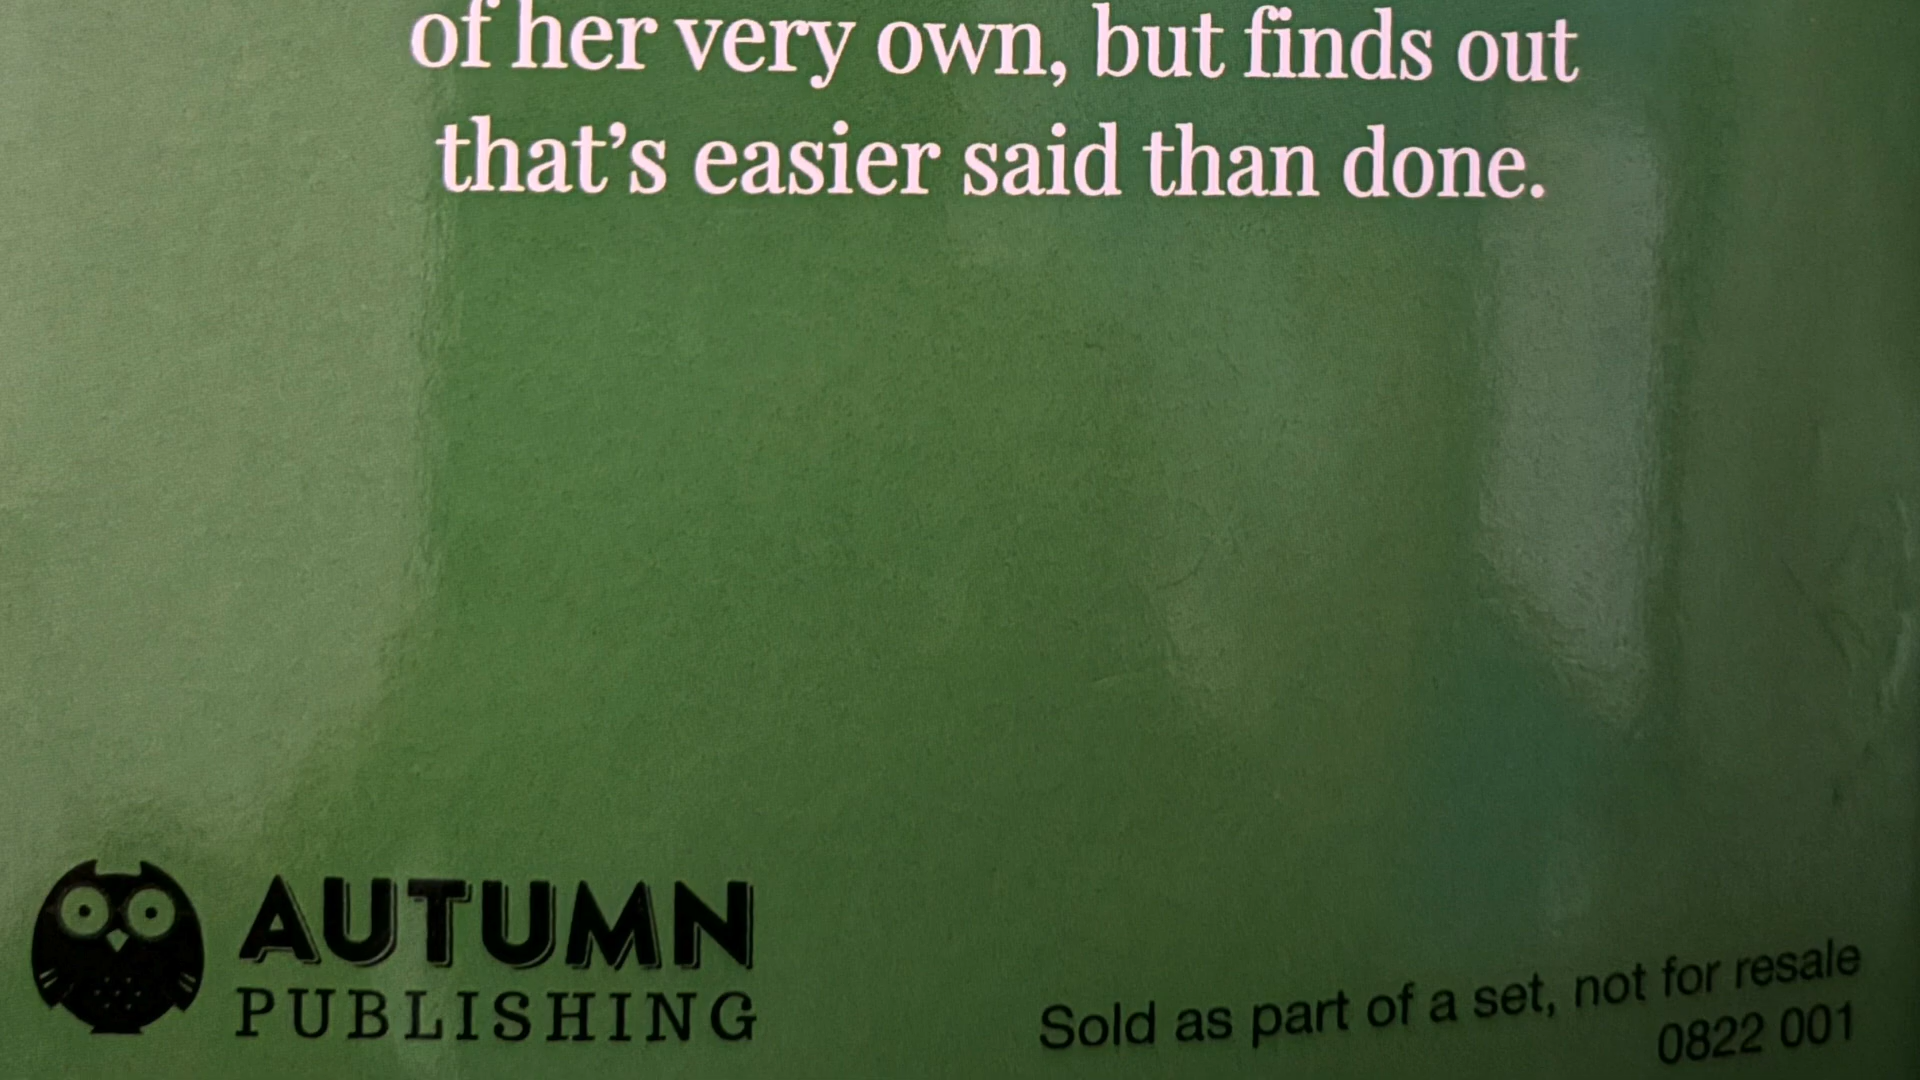 of her very own, but finds out
that’s easier said than done.
AUTUMN
PUBLISHING
Sold as part of a set, not for resale
0822 001